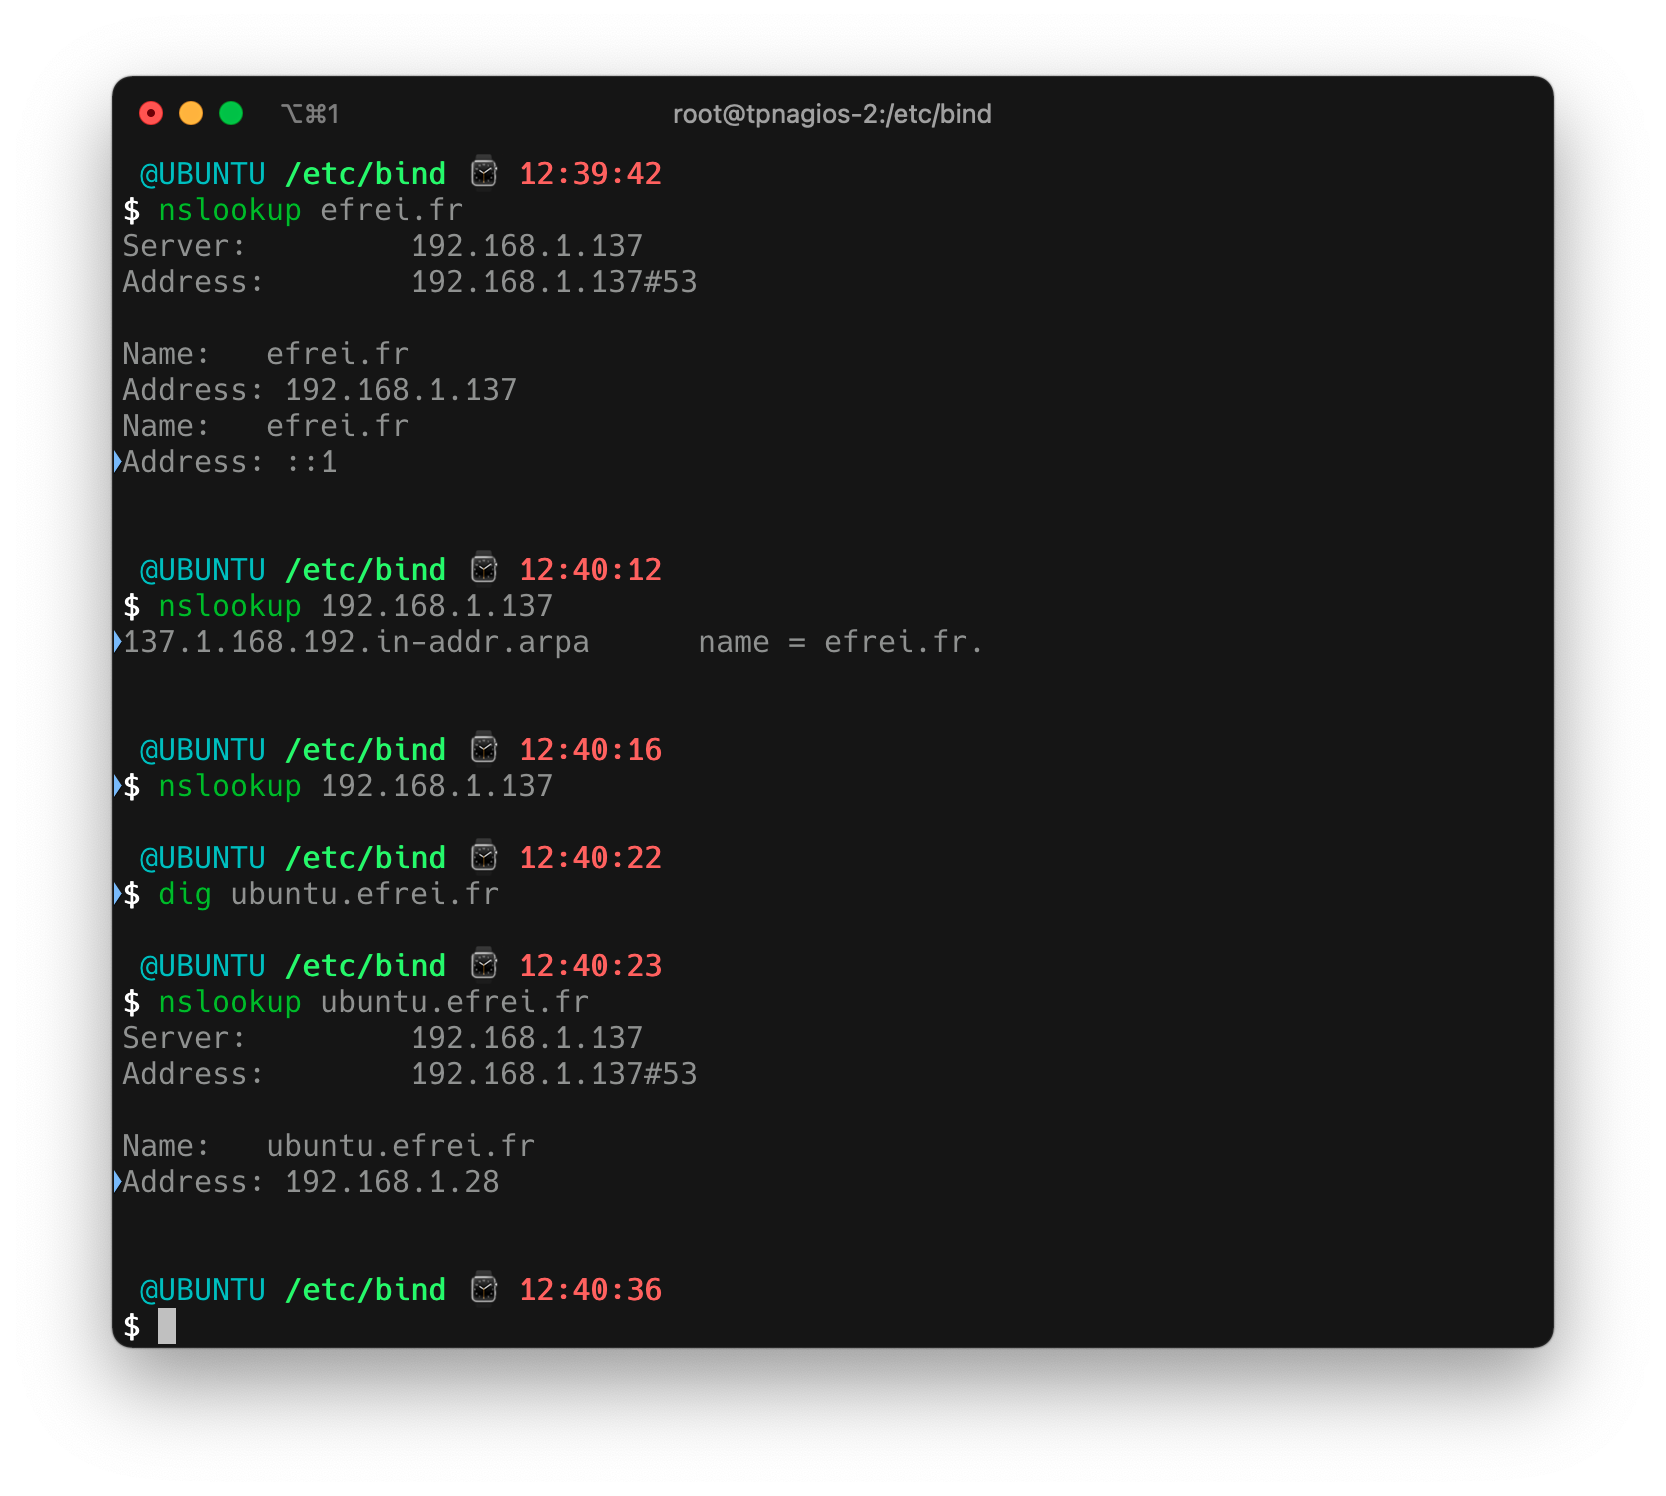 ⌥⌘1 root@tpnagios-2:/etc/bind
@UBUNTU /etc/bind 12:39:42
$ nslookup efrei.fr
Server: 192.168.1.137
Address: 192.168.1.137#53
Name: efrei.fr
Address: 192.168.1.137
Name: efrei.fr
Address: ::1
@UBUNTU /etc/bind 12:40:12
$ nslookup 192.168.1.137
137.1.168.192.in-addr.arpa name = efrei.fr.
@UBUNTU /etc/bind 12:40:16
$ nslookup 192.168.1.137
@UBUNTU /etc/bind 12:40:22
$ dig ubuntu.efrei.fr
@UBUNTU /etc/bind 12:40:23
$ nslookup ubuntu.efrei.fr
Server: 192.168.1.137
Address: 192.168.1.137#53
Name: ubuntu.efrei.fr
Address: 192.168.1.28
@UBUNTU /etc/bind 12:40:36
$